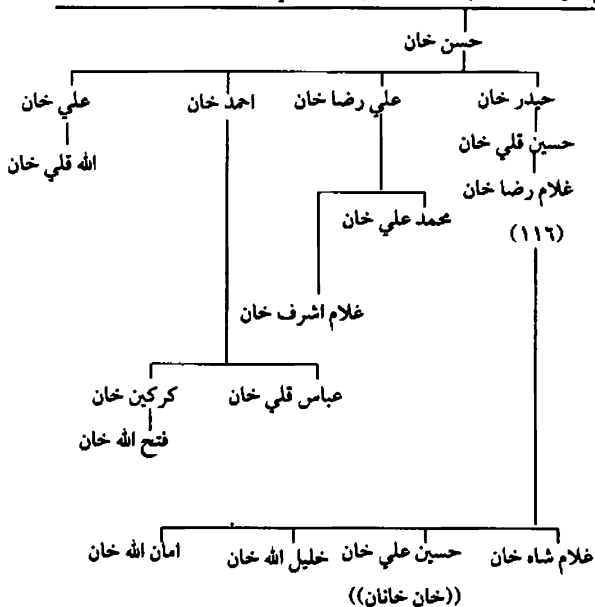 حسن خان
حيدر خان علي رضا خان احمد خان علي خان
حسين قلي خان
الله قلي خان
غلام رضا خان
محمد علي خان
(١١٦)
غلام اشرف خان
عباس قلي خان كركين خان
فتح الله خان
غلام شاه خان حسين علي خان خليل الله خان امان الله خان
((خان خانان))